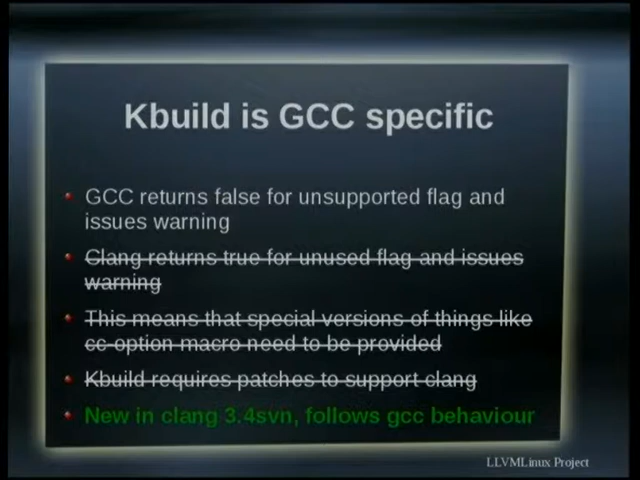 Kbuild is GCC specific
GCC returns false for unsupported flag and
issues warning
Clang returns true for unused flag and issues
warning
This means that special versions of things like
cc-option macro need to be provided
Kbuild requires patches to support clang
New in clang 3.4svn, follows gcc behaviour
LLVMLinux Project